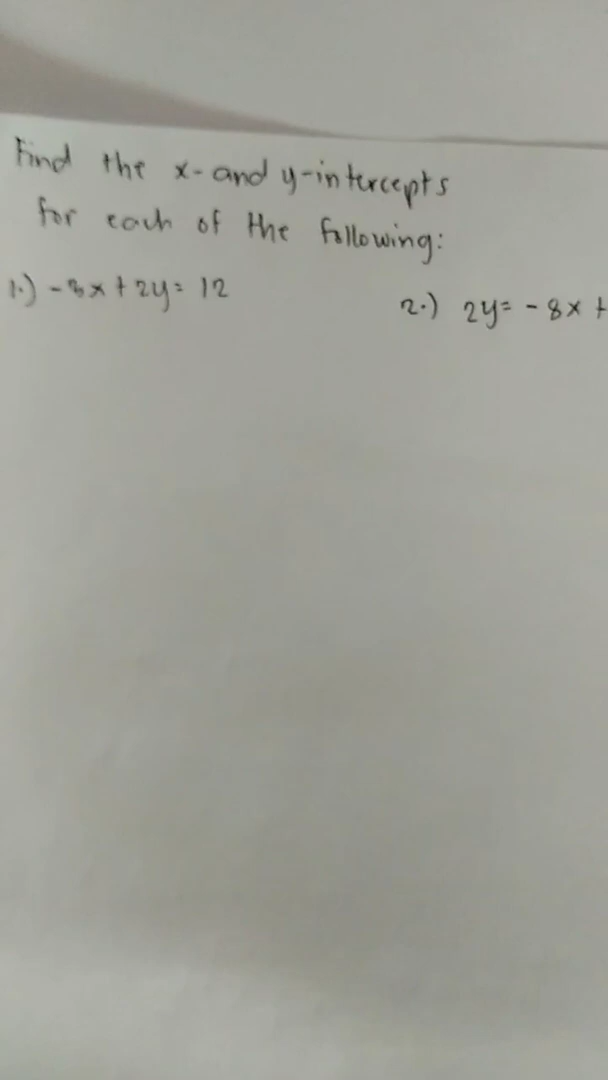 Find the x- and y-intercepts
for each of the following:
1.) -3x + 2y = 12
2.) 2y = -8x +